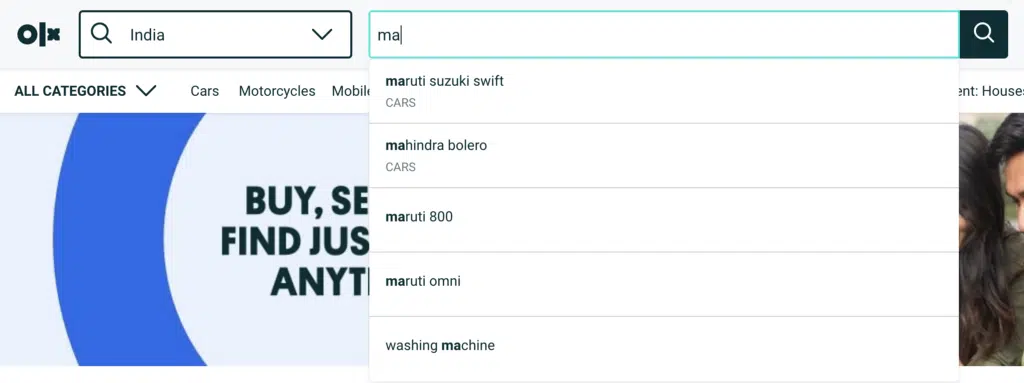 olx India ma
maruti suzuki swift
CARS
ALL CATEGORIES Cars Motorcycles Mobile ent: Houses
mahindra bolero
CARS
BUY, SE
maruti 800
FIND JUS
ANYT
maruti omni
washing machine